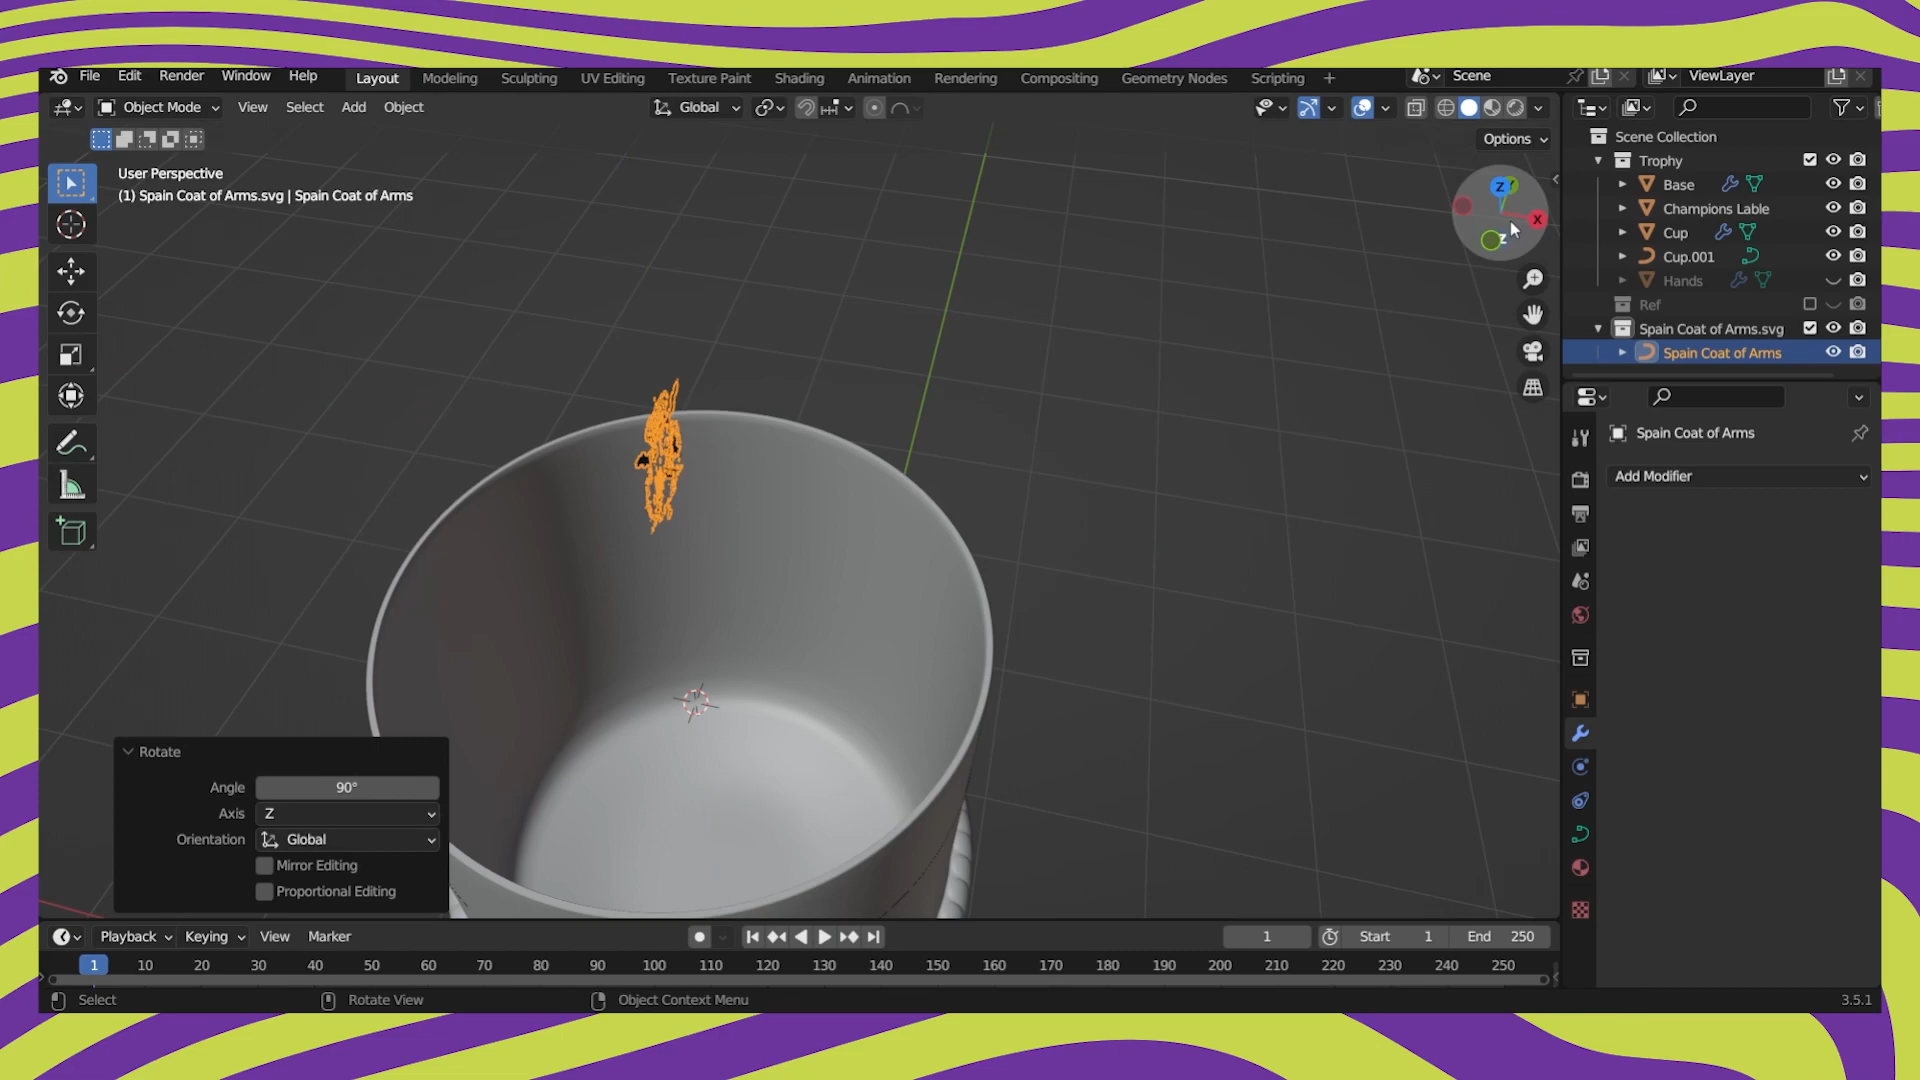 File Edit Render Window Help Layout Modeling Sculpting UV Editing Texture Paint Shading Animation Rendering Compositing Geometry Nodes Scripting + Scene ViewLayer
Object Mode View Select Add Object Global
Options
User Perspective
(1) Spain Coat of Arms.svg | Spain Coat of Arms
Z
Y
X
Scene Collection
Trophy
Base
Champions Lable
Cup
Cup.001
Hands
Ref
Spain Coat of Arms.svg
Spain Coat of Arms
Spain Coat of Arms
Add Modifier
Rotate
Angle 90°
Axis Z
Orientation Global
Mirror Editing
Proportional Editing
Playback Keying View Marker 1 Start 1 End 250
1 10 20 30 40 50 60 70 80 90 100 110 120 130 140 150 160 170 180 190 200 210 220 230 240 250
Select Rotate View Object Context Menu 3.5.1